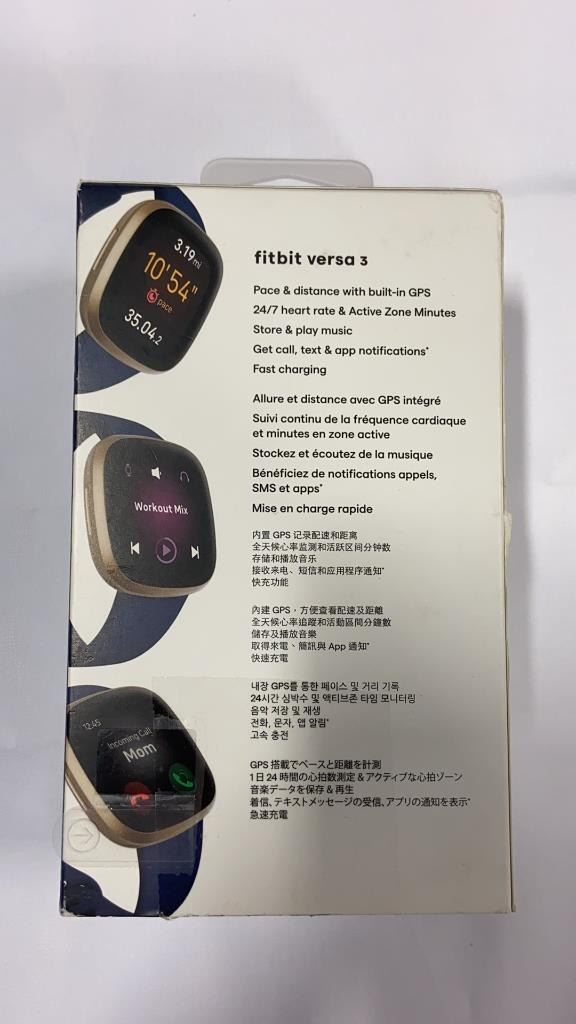 3.19mi
10'54"
pace
35:04.2
Workout Mix
12:45
Incoming Call
Mom
fitbit versa 3
Pace & distance with built-in GPS
24/7 heart rate & Active Zone Minutes
Store & play music
Get call, text & app notifications*
Fast charging
Allure et distance avec GPS intégré
Suivi continu de la fréquence cardiaque
et minutes en zone active
Stockez et écoutez de la musique
Bénéficiez de notifications appels,
SMS et apps*
Mise en charge rapide
内置 GPS 记录配速和距离
全天候心率监测和活跃区间分钟数
存储和播放音乐
接收来电、短信和应用程序通知*
快充功能
內建 GPS，方便查看配速及距離
全天候心率追蹤和活動區間分鐘數
儲存及播放音樂
取得來電、簡訊與 App 通知*
快速充電
내장 GPS를 통한 페이스 및 거리 기록
24시간 심박수 및 액티브존 타임 모니터링
음악 저장 및 재생
전화, 문자, 앱 알림*
고속 충전
GPS 搭載でペースと距離を計測
1日 24 時間の心拍数測定 & アクティブな心拍ゾーン
音楽データを保存 & 再生
着信、テキストメッセージの受信、アプリの通知を表示*
急速充電